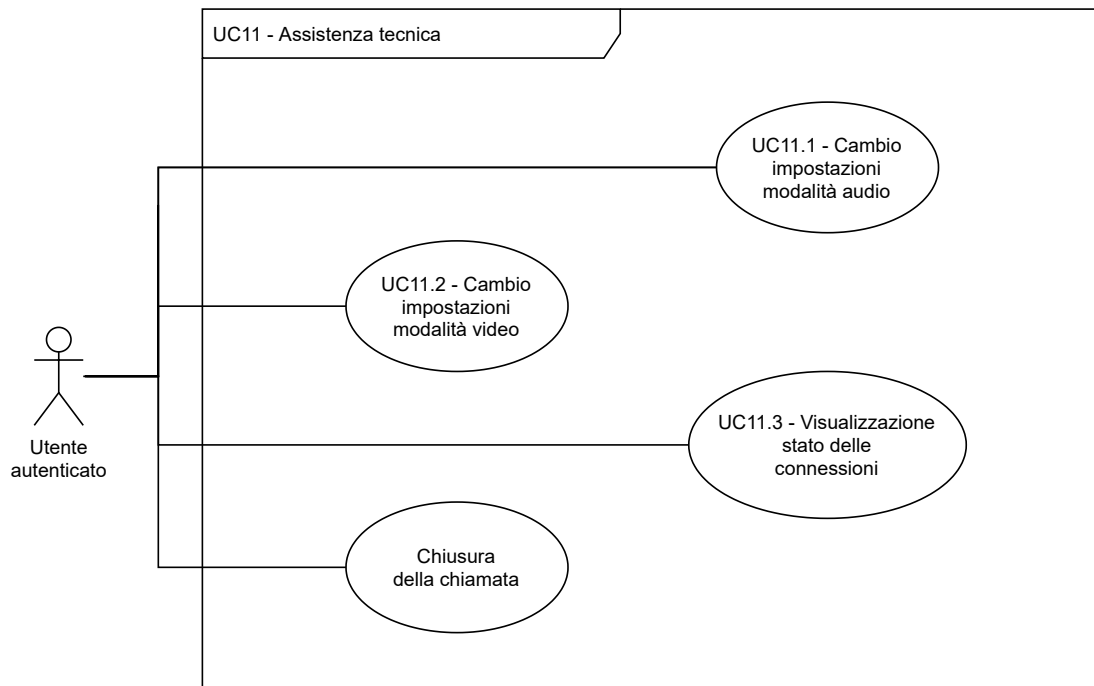 UC11 - Assistenza tecnica
UC11.1 - Cambio
impostazioni
modalità audio
UC11.2 - Cambio
impostazioni
modalità video
UC11.3 - Visualizzazione
stato delle
connessioni
Utente
autenticato
Chiusura
della chiamata